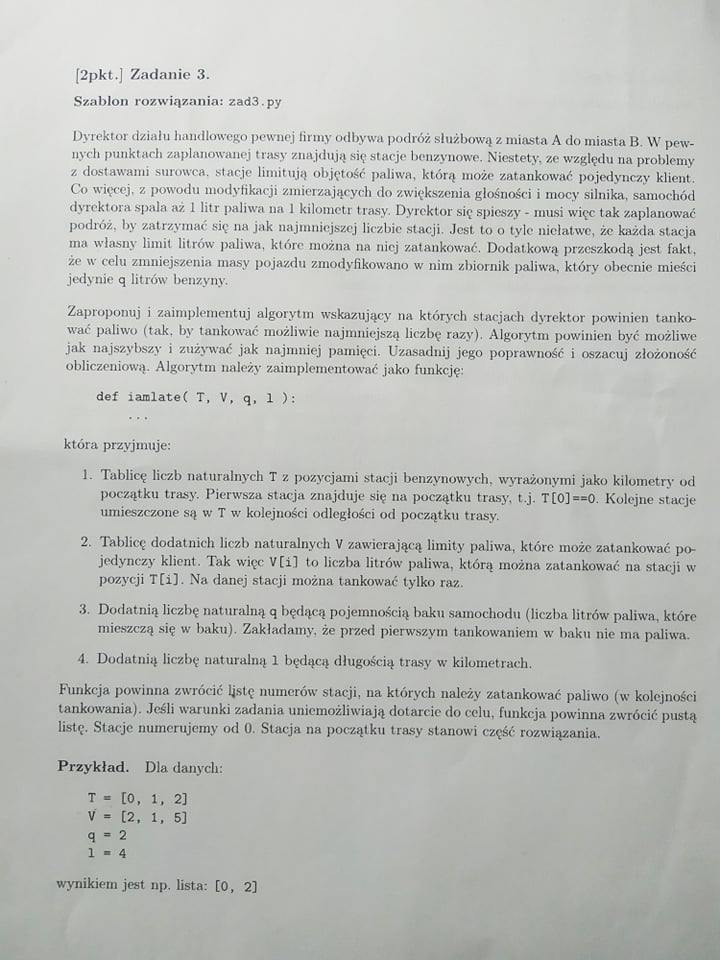 [2pkt.] Zadanie 3.
Szablon rozwiązania: zad3.py
Dyrektor działu handlowego pewnej firmy odbywa podróż służbową z miasta A do miasta B. W pew-
nych punktach zaplanowanej trasy znajdują się stacje benzynowe. Niestety, ze względu na problemy
z dostawami surowca, stacje limitują objętość paliwa, którą może zatankować pojedynczy klient.
Co więcej, z powodu modyfikacji zmierzających do zwiększenia głośności i mocy silnika, samochód
dyrektora spala aż 1 litr paliwa na 1 kilometr trasy. Dyrektor się spieszy - musi więc tak zaplanować
podróż, by zatrzymać się na jak najmniejszej liczbie stacji. Jest to o tyle niełatwe, że każda stacja
ma własny limit litrów paliwa, które można na niej zatankować. Dodatkową przeszkodą jest fakt,
że w celu zmniejszenia masy pojazdu zmodyfikowano w nim zbiornik paliwa, który obecnie mieści
jedynie q litrów benzyny.
Zaproponuj i zaimplementuj algorytm wskazujący na których stacjach dyrektor powinien tanko-
wać paliwo (tak, by tankować możliwie najmniejszą liczbę razy). Algorytm powinien być możliwe
jak najszybszy i zużywać jak najmniej pamięci. Uzasadnij jego poprawność i oszacuj złożoność
obliczeniową. Algorytm należy zaimplementować jako funkcję:
def iamlate( T, V, q, l ):
...
która przyjmuje:
1. Tablicę liczb naturalnych T z pozycjami stacji benzynowych, wyrażonymi jako kilometry od
początku trasy. Pierwsza stacja znajduje się na początku trasy, t.j. T[0]==0. Kolejne stacje
umieszczone są w T w kolejności odległości od początku trasy.
2. Tablicę dodatnich liczb naturalnych V zawierającą limity paliwa, które może zatankować po-
jedynczy klient. Tak więc V[i] to liczba litrów paliwa, którą można zatankować na stacji w
pozycji T[i]. Na danej stacji można tankować tylko raz.
3. Dodatnią liczbę naturalną q będącą pojemnością baku samochodu (liczba litrów paliwa, które
mieszczą się w baku). Zakładamy, że przed pierwszym tankowaniem w baku nie ma paliwa.
4. Dodatnią liczbę naturalną l będącą długością trasy w kilometrach.
Funkcja powinna zwrócić listę numerów stacji, na których należy zatankować paliwo (w kolejności
tankowania). Jeśli warunki zadania uniemożliwiają dotarcie do celu, funkcja powinna zwrócić pustą
listę. Stacje numerujemy od 0. Stacja na początku trasy stanowi część rozwiązania.
Przykład. Dla danych:
T = [0, 1, 2]
V = [2, 1, 5]
q = 2
l = 4
wynikiem jest np. lista: [0, 2]